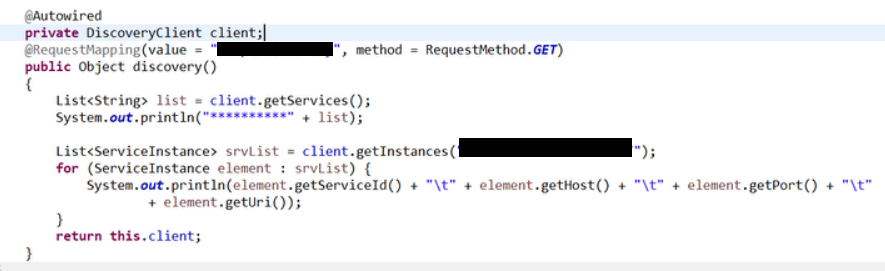 @Autowired
private DiscoveryClient client;
@RequestMapping(value = "", method = RequestMethod.GET)
public Object discovery()
{
List<String> list = client.getServices();
System.out.println("**********" + list);
List<ServiceInstance> srvList = client.getInstances("");
for (ServiceInstance element : srvList) {
System.out.println(element.getServiceId() + "\t" + element.getHost() + "\t" + element.getPort() + "\t"
+ element.getUri());
}
return this.client;
}